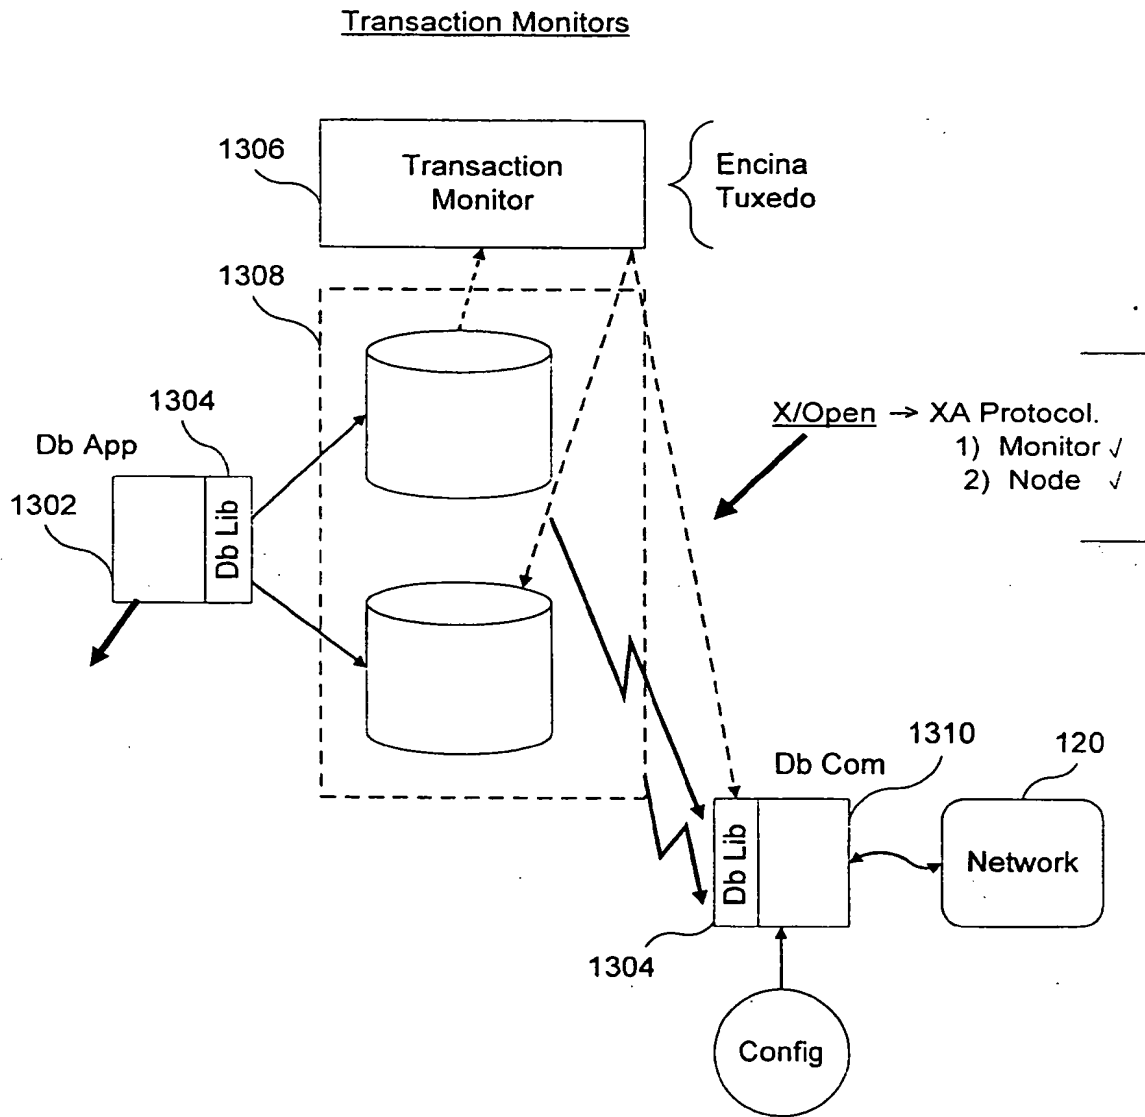 Transaction Monitors
1306
Transaction
Monitor
Encina
Tuxedo
1308
1304
Db App
X/Open → XA Protocol.
1) Monitor √
2) Node √
1302
Db Lib
Db Com
1310
120
Db Lib
Network
1304
Config